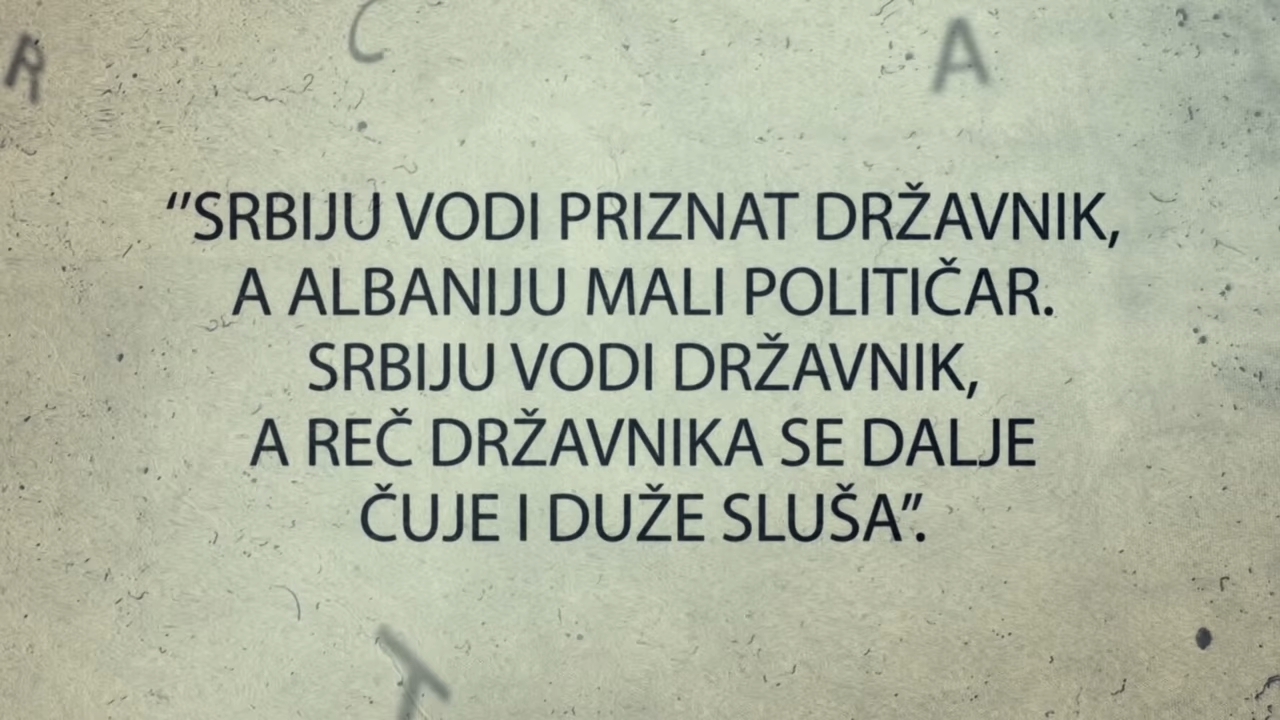 ‘’SRBIJU VODI PRIZNAT DRŽAVNIK,
A ALBANIJU MALI POLITIČAR.
SRBIJU VODI DRŽAVNIK,
A REČ DRŽAVNIKA SE DALJE
ČUJE I DUŽE SLUŠA”.
R
C
A
T